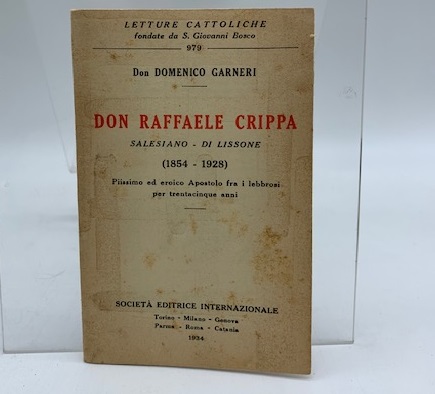 LETTURE CATTOLICHE
fondate da S. Giovanni Bosco
979
Don DOMENICO GARNERI
DON RAFFAELE CRIPPA
SALESIANO - DI LISSONE
(1854 - 1928)
Piissimo ed eroico Apostolo fra i lebbrosi
per trentacinque anni
SOCIETÀ EDITRICE INTERNAZIONALE
Torino - Milano - Genova
Parma - Roma - Catania
1934